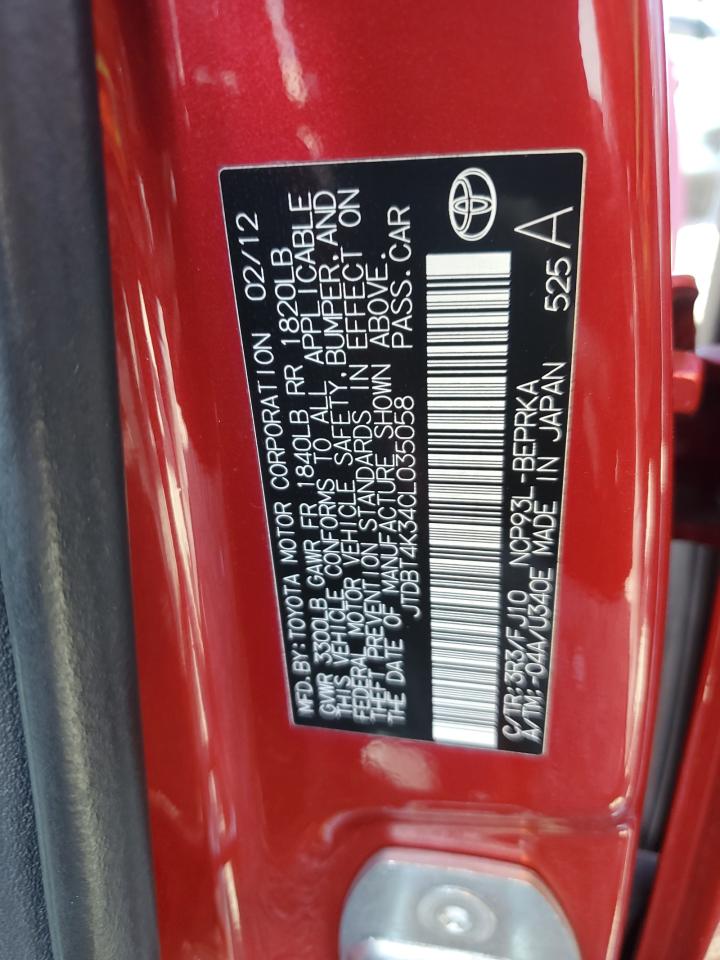 MFD. BY: TOYOTA MOTOR CORPORATION 02/12
GVWR 3300LB GAWR FR 1840LB RR 1820LB
THIS VEHICLE CONFORMS TO ALL APPLICABLE
FEDERAL MOTOR VEHICLE SAFETY, BUMPER, AND
THEFT PREVENTION STANDARDS IN EFFECT ON
THE DATE OF MANUFACTURE SHOWN ABOVE.
JTDBT4K34CL035058 PASS. CAR
C/TR: 3R3/FJ10 NCP93L-BEPRKA
A/TM: -04A/U340E MADE IN JAPAN 525 A